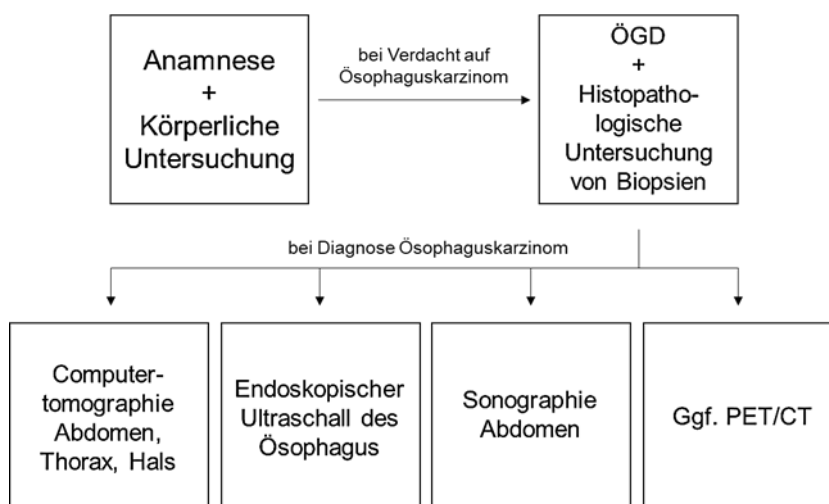 Anamnese
+
Körperliche
Untersuchung
bei Verdacht auf
Ösophaguskarzinom
ÖGD
+
Histopatho-
logische
Untersuchung
von Biopsien
bei Diagnose Ösophaguskarzinom
Computer-
tomographie
Abdomen,
Thorax, Hals
Endoskopischer
Ultraschall des
Ösophagus
Sonographie
Abdomen
Ggf. PET/CT